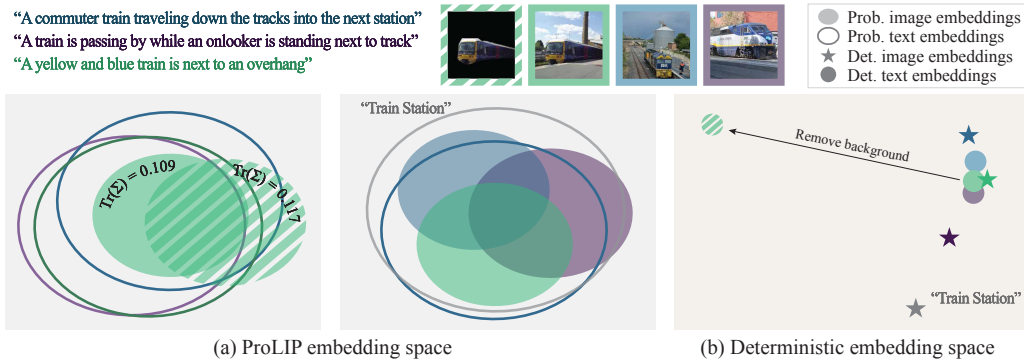 “A commuter train traveling down the tracks into the next station”
“A train is passing by while an onlooker is standing next to track”
“A yellow and blue train is next to an overhang”
Prob. image embeddings
Prob. text embeddings
Det. image embeddings
Det. text embeddings
Tr(Σ) = 0.109
Tr(Σ) = 0.117
“Train Station”
Remove background
“Train Station”
(a) ProLIP embedding space
(b) Deterministic embedding space